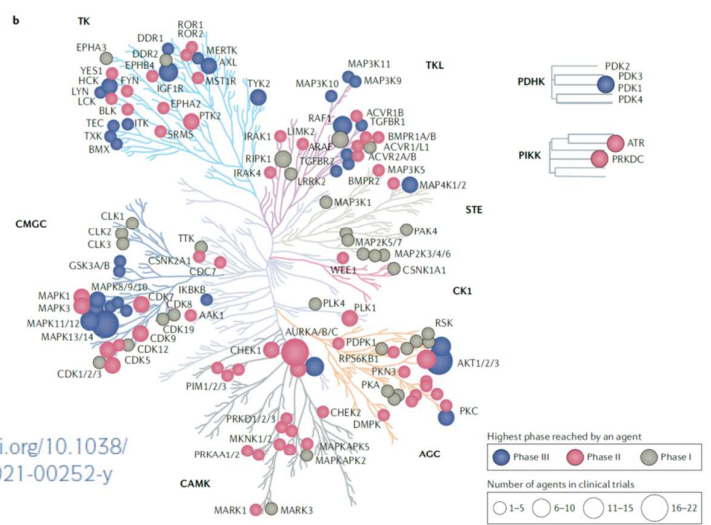 b
TK
ROR1
ROR2
DDR1
MERTK
EPHA3
DDR2
AXL
YES1
EPHB4
HCK
FYN
IGF1R
MST1R
LYN
LCK
EPHA2
BLK
PTK2
TEC
ITK
TXK
SRMS
BMX
TYK2
TKL
MAP3K11
MAP3K10
MAP3K9
RAF1
ACVR1B
TGFBR1
IRAK1
LIMK2
BMPR1A/B
ARAF
ACVR1/L1
RIPK1
TGFBR2
ACVR2A/B
IRAK4
LRRK2
BMPR2
MAP3K5
MAP4K1/2
MAP3K1
STE
PAK4
MAP2K5/7
MAP2K3/4/6
WEE1
CSNK1A1
CK1
PDHK
PDK2
PDK3
PDK1
PDK4
PIKK
ATR
PRKDC
CMGC
CLK1
CLK2
CLK3
TTK
GSK3A/B
CSNK2A1
CDC7
MAPK8/9/10
IKBKB
MAPK1
CDK7
MAPK3
CDK8
AAK1
MAPK11/12
CDK19
MAPK13/14
CDK9
CDK12
CDK5
CDK1/2/3
PLK4
PLK1
AURKA/B/C
CHEK1
PDPK1
RSK
RPS6KB1
AKT1/2/3
PKN3
PKA
PIM1/2/3
PKC
CHEK2
DMPK
PRKD1/2/3
MKNK1/2
MAPKAPK5
PRKAA1/2
MAPKAPK2
AGC
CAMK
MARK1
MARK3
i.org/10.1038/
021-00252-y
Highest phase reached by an agent
Phase III
Phase II
Phase I
Number of agents in clinical trials
1–5
6–10
11–15
16–22